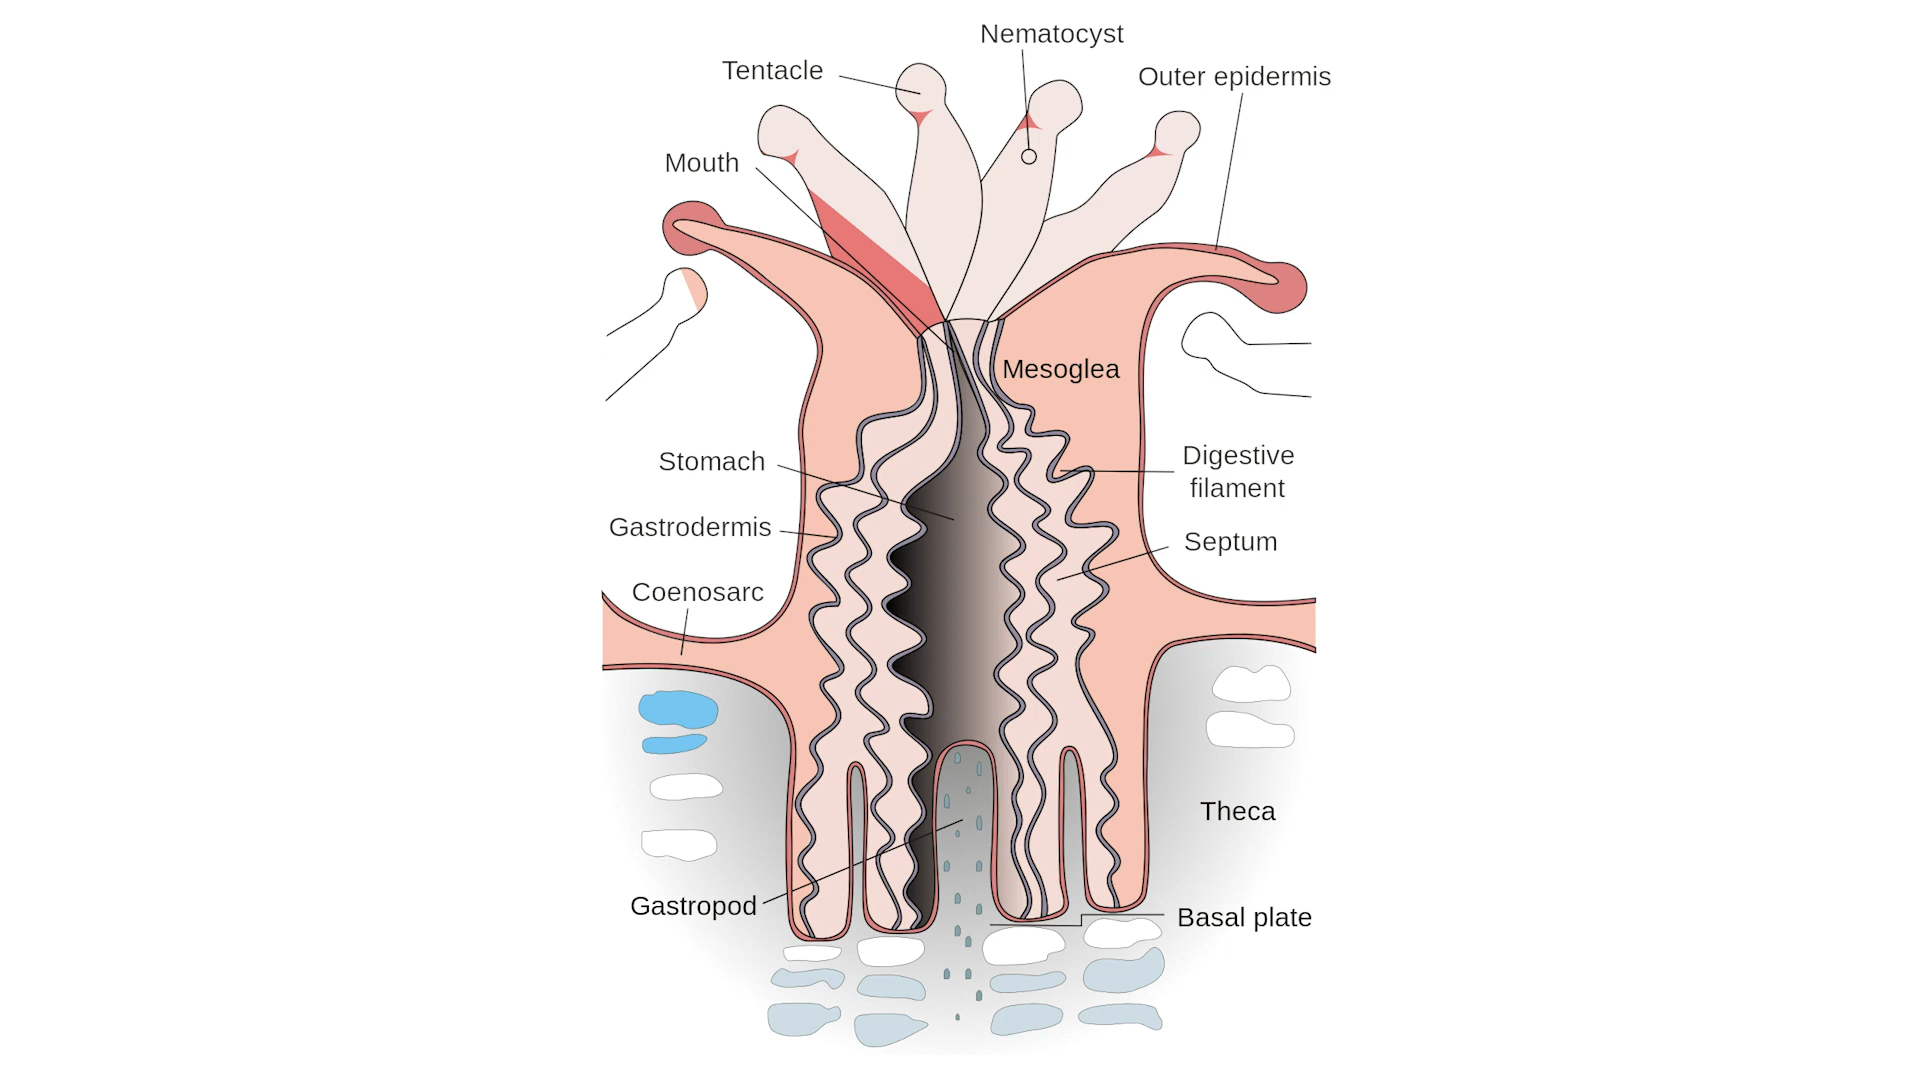 Nematocyst
Tentacle
Outer epidermis
Mouth
Mesoglea
Stomach
Digestive
filament
Gastrodermis
Septum
Coenosarc
Theca
Gastropod
Basal plate